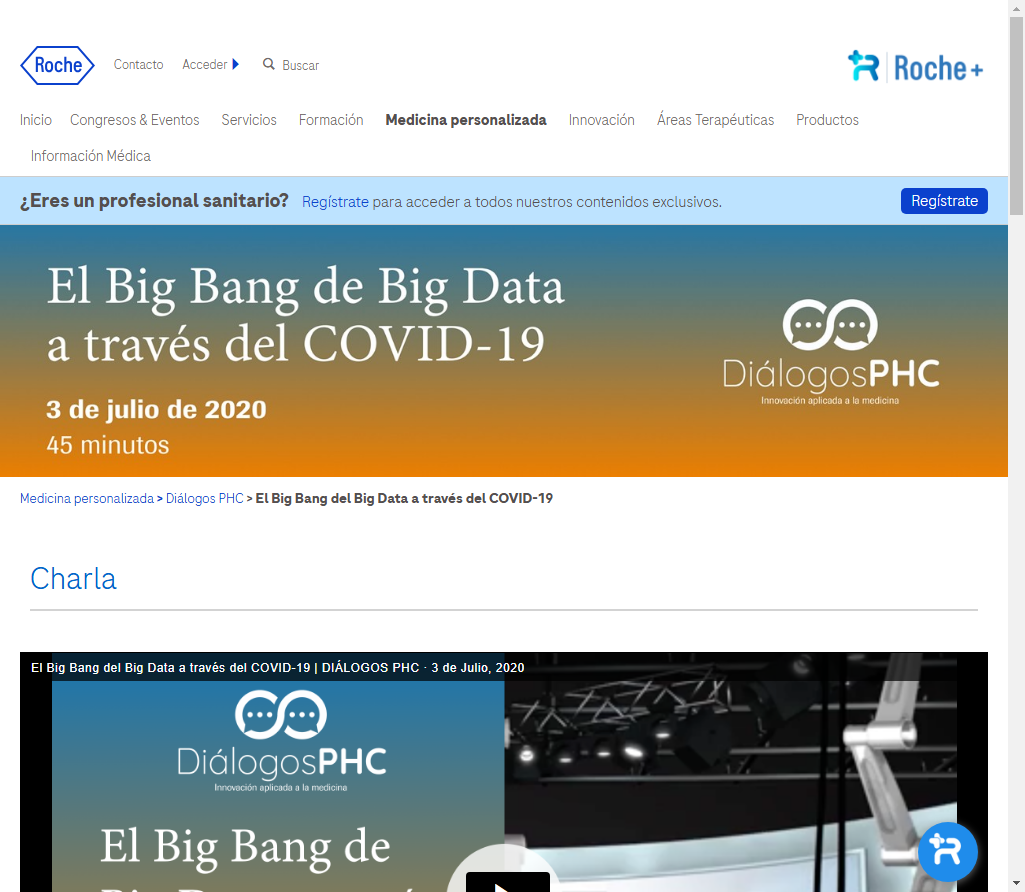 Roche
Contacto
Acceder
Buscar
Roche+
Inicio
Congresos & Eventos
Servicios
Formación
Medicina personalizada
Innovación
Áreas Terapéuticas
Productos
Información Médica
¿Eres un profesional sanitario? Regístrate para acceder a todos nuestros contenidos exclusivos.
Regístrate
El Big Bang de Big Data
a través del COVID-19
3 de julio de 2020
45 minutos
DiálogosPHC
Innovación aplicada a la medicina
Medicina personalizada > Diálogos PHC > El Big Bang del Big Data a través del COVID-19
Charla
El Big Bang del Big Data a través del COVID-19 | DIÁLOGOS PHC · 3 de Julio, 2020
DiálogosPHC
Innovación aplicada a la medicina
El Big Bang de